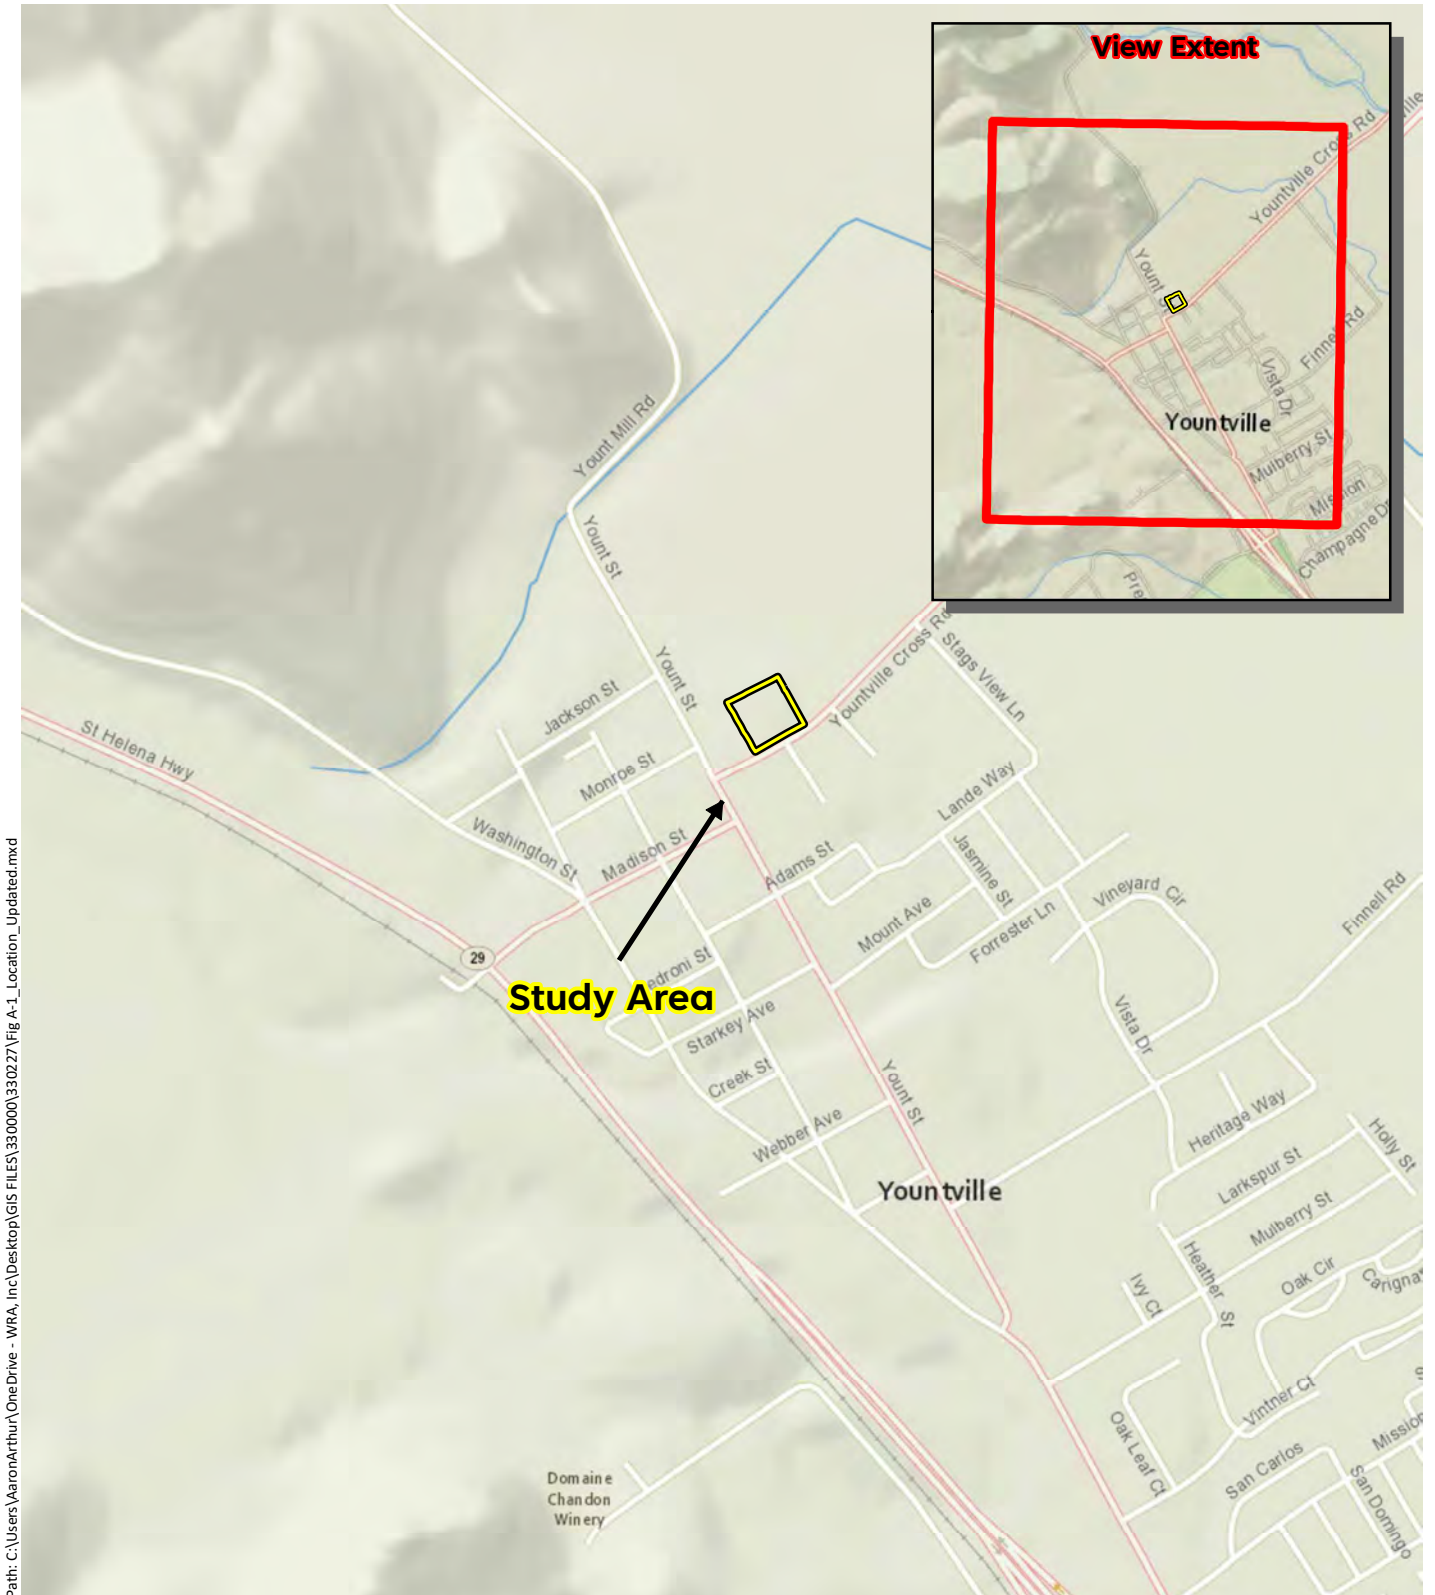 View Extent
Yountville Cross Rd
ville
Yount S
Finnell Rd
Vista Dr
Yountville
Mulberry St
Mission
Champagne Dr
Pre
Yount Mill Rd
Yount St
Yount St
Jackson St
Monroe St
St Helena Hwy
Washington St
Madison St
Yountville Cross Rd
Stags View Ln
Lande Way
Adams St
Jasmine St
Mount Ave
Forrester Ln
Vineyard Cir
Finnell Rd
29
edroni St
Study Area
Starkey Ave
Creek St
Webber Ave
Yount St
Vista Dr
Heritage Way
Holly St
Larkspur St
Mulberry St
Yountville
Heather St
Ivy Ct
Oak Cir
Carigna
Vintner Ct
Oak Leaf Ct
San Carlos
Mission
S
San Domingo
Domaine
Chandon
Winery
Path: C:\Users\AaronArthur\OneDrive - WRA, Inc\Desktop\GIS FILES\330000\330227\Fig A-1_Location_Updated.mxd